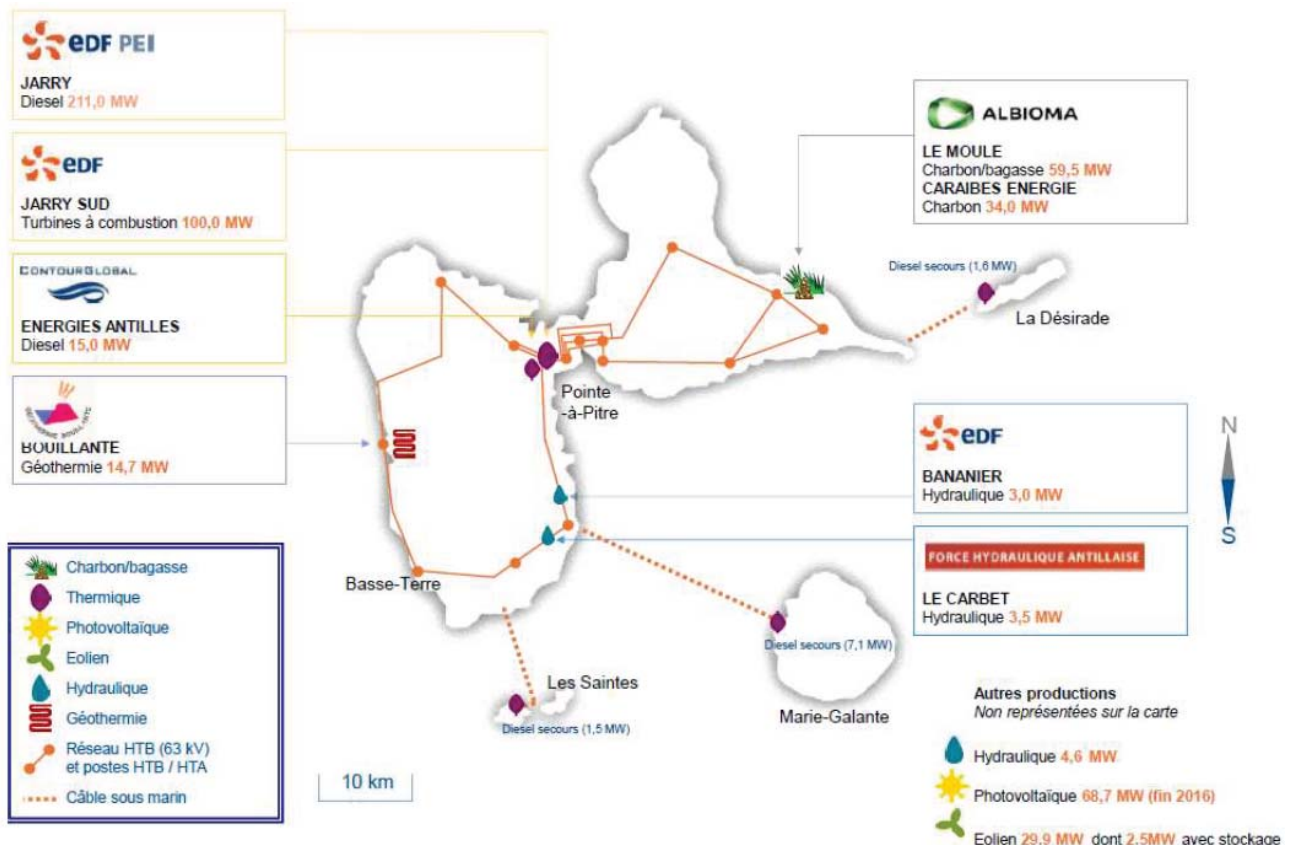 eDF PEI
JARRY
Diesel 211,0 MW
eDF
JARRY SUD
Turbines à combustion 100,0 MW
CONTOURGLOBAL
ENERGIES ANTILLES
Diesel 15,0 MW
GEOTHERMIE BOUILLANTE
BOUILLANTE
Géothermie 14,7 MW
ALBIOMA
LE MOULE
Charbon/bagasse 59,5 MW
CARAIBES ENERGIE
Charbon 34,0 MW
Diesel secours (1,6 MW)
La Désirade
Pointe
-à-Pitre
eDF
BANANIER
Hydraulique 3,0 MW
FORCE HYDRAULIQUE ANTILLAISE
LE CARBET
Hydraulique 3,5 MW
N
S
Basse-Terre
Diesel secours (7,1 MW)
Marie-Galante
Les Saintes
Diesel secours (1,5 MW)
10 km
Charbon/bagasse
Thermique
Photovoltaïque
Eolien
Hydraulique
Géothermie
Réseau HTB (63 kV)
et postes HTB / HTA
Câble sous marin
Autres productions
Non représentées sur la carte
Hydraulique 4,6 MW
Photovoltaïque 68,7 MW (fin 2016)
Eolien 29,9 MW dont 2,5MW avec stockage